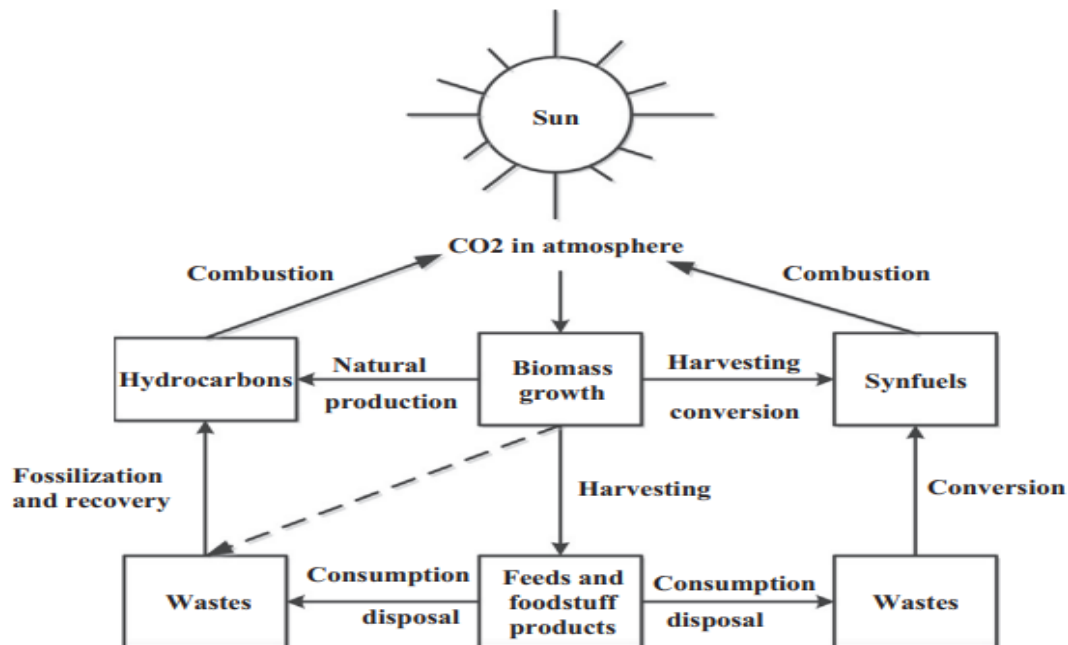 Sun
CO2 in atmosphere
Combustion
Combustion
Hydrocarbons
Natural
production
Biomass
growth
Harvesting
conversion
Synfuels
Fossilization
and recovery
Harvesting
Conversion
Wastes
Consumption
disposal
Feeds and
foodstuff
products
Consumption
disposal
Wastes